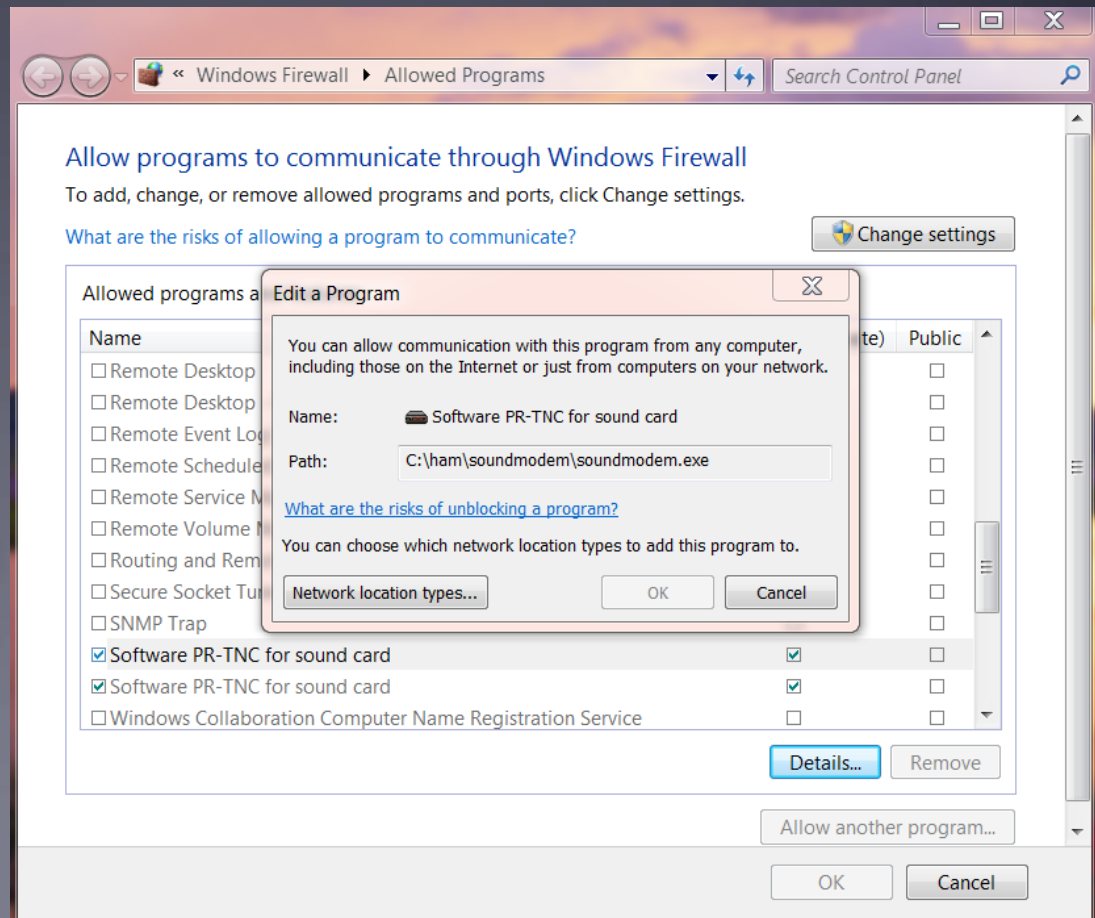 « Windows Firewall Allowed Programs
Search Control Panel
Allow programs to communicate through Windows Firewall
To add, change, or remove allowed programs and ports, click Change settings.
What are the risks of allowing a program to communicate?
Change settings
Allowed programs a
Name
te) Public
Remote Desktop
Remote Desktop
Remote Event Log
Remote Schedule
Remote Service M
Remote Volume
Routing and Rem
Secure Socket Tu
SNMP Trap
Software PR-TNC for sound card
Software PR-TNC for sound card
Windows Collaboration Computer Name Registration Service
Edit a Program
You can allow communication with this program from any computer,
including those on the Internet or just from computers on your network.
Name: Software PR-TNC for sound card
Path: C:\ham\soundmodem\soundmodem.exe
What are the risks of unblocking a program?
You can choose which network location types to add this program to.
Network location types... OK Cancel
Details... Remove
Allow another program...
OK Cancel